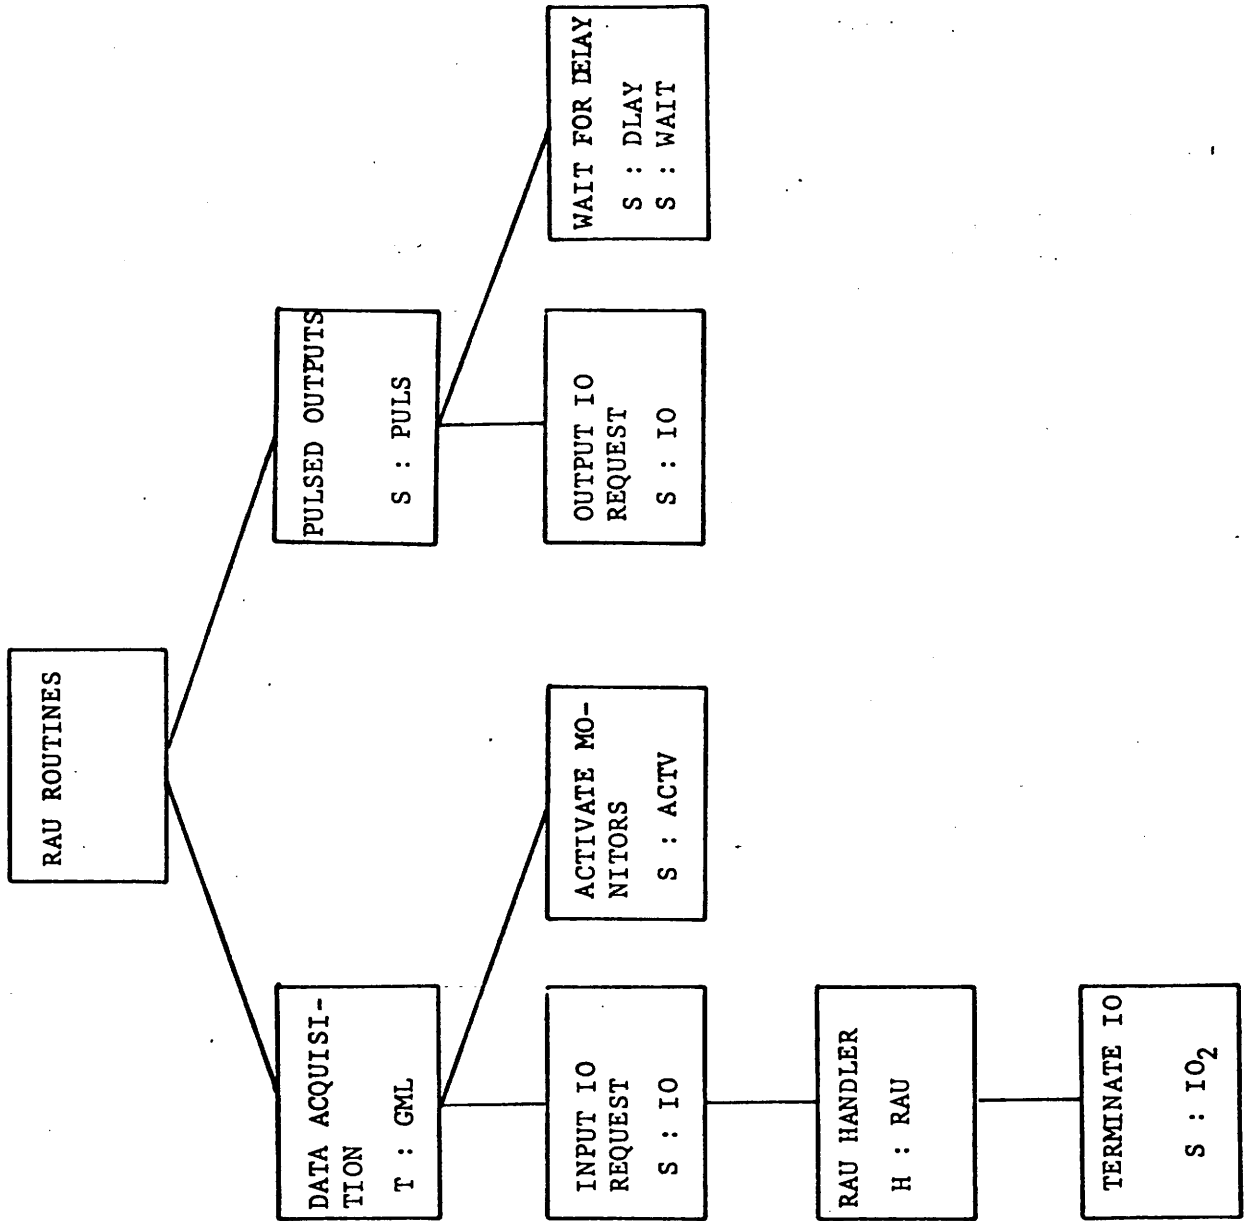 RAU ROUTINES
DATA ACQUISI-
TION
T : GML
PULSED OUTPUTS
S : PULS
INPUT IO
REQUEST
S : IO
ACTIVATE MO-
NITORS
S : ACTV
OUTPUT IO
REQUEST
S : IO
WAIT FOR DELAY
S : DLAY
S : WAIT
RAU HANDLER
H : RAU
TERMINATE IO
S : IO2